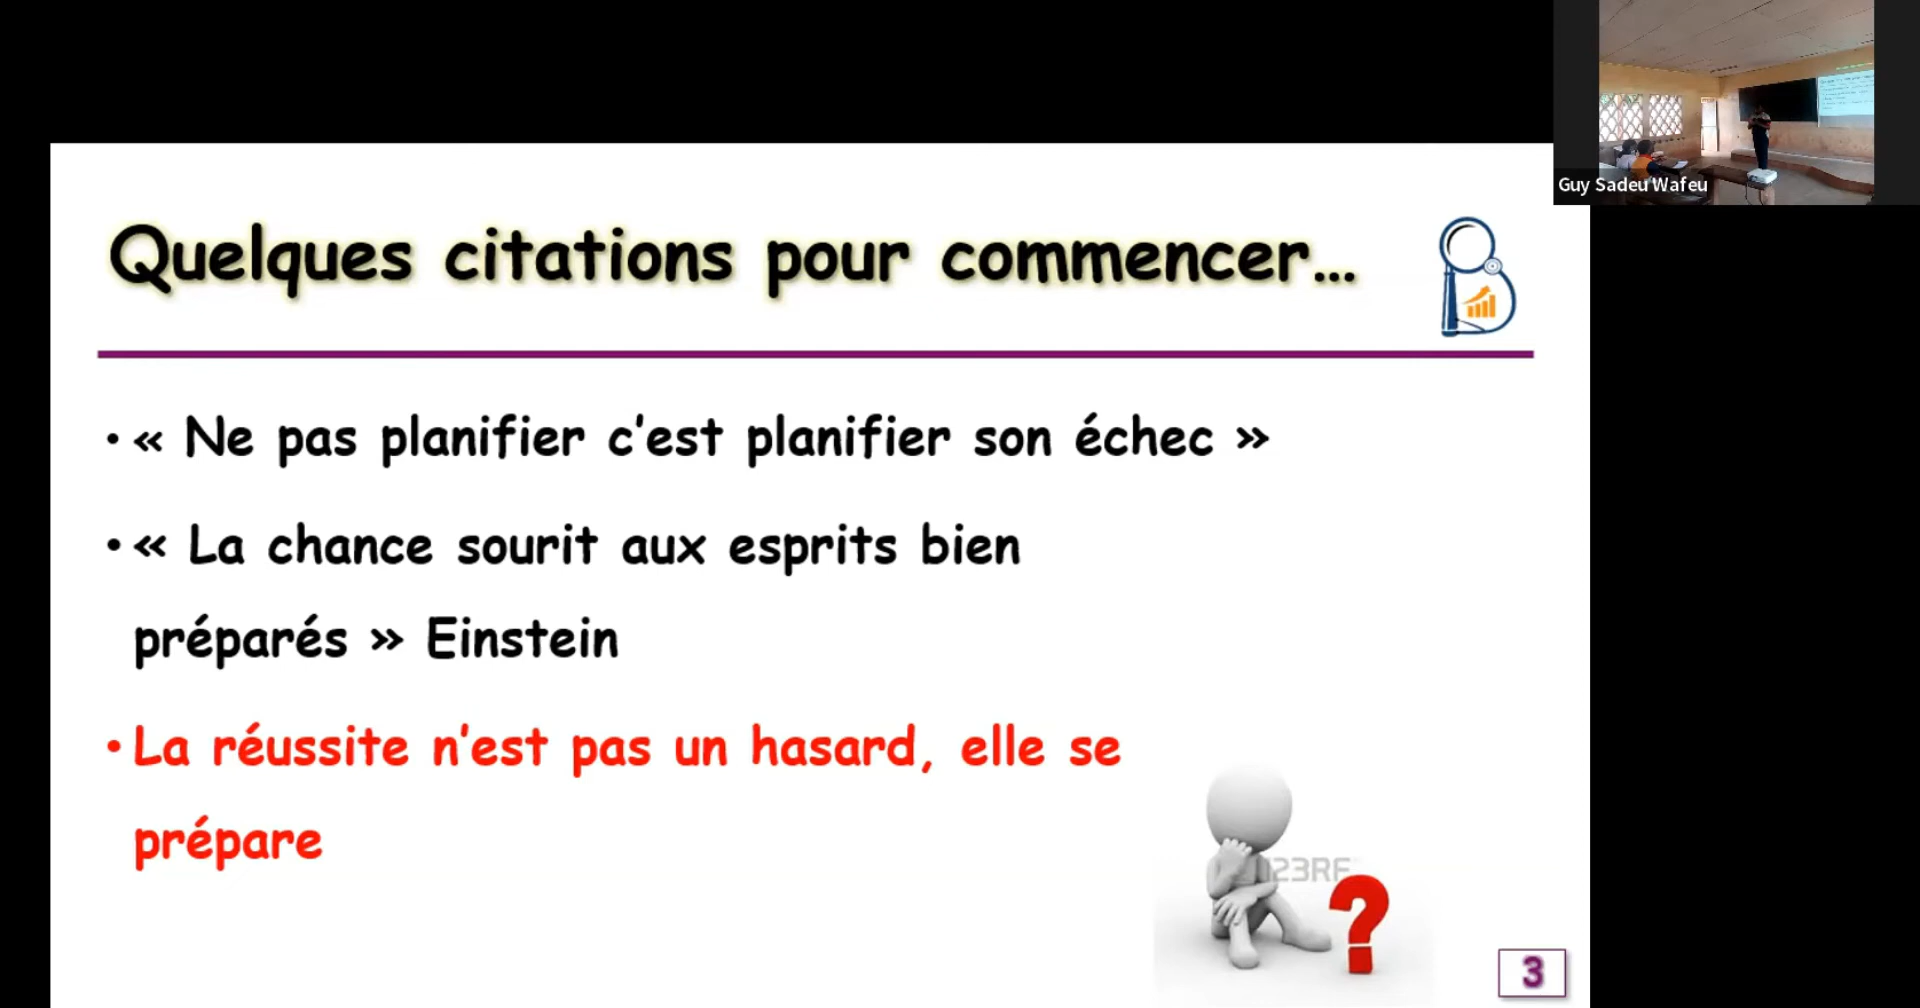 Guy Sadeu Wafeu
Quelques citations pour commencer...
• « Ne pas planifier c'est planifier son échec »
• « La chance sourit aux esprits bien
préparés » Einstein
• La réussite n'est pas un hasard, elle se
prépare
123RF
3